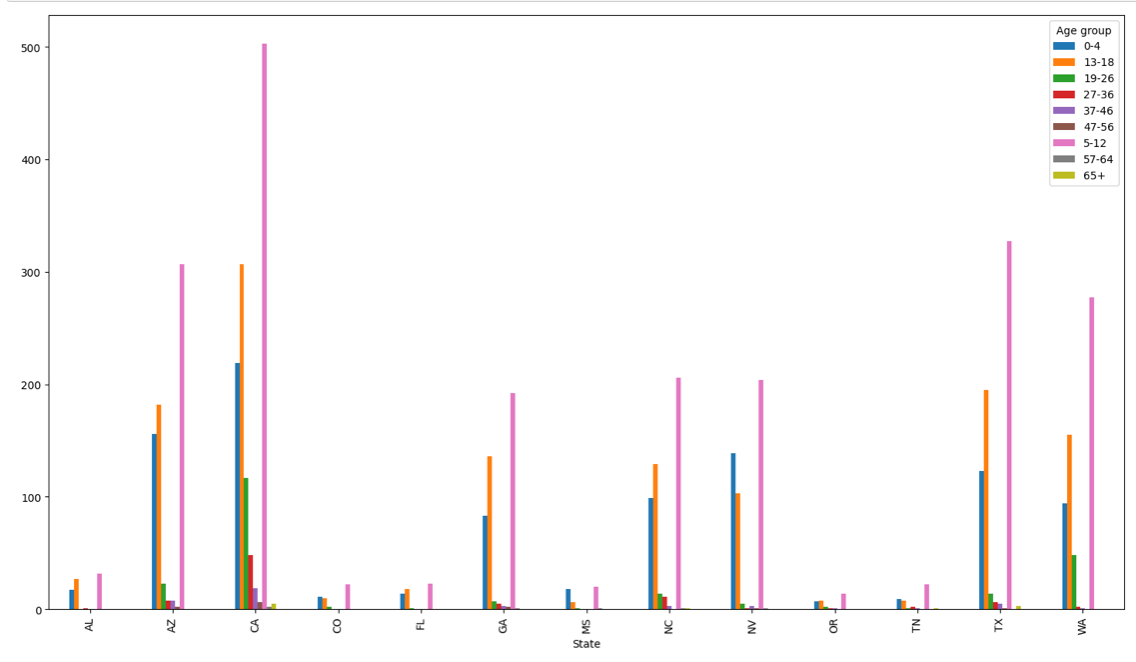 500
400
300
200
100
0
Age group
0-4
13-18
19-26
27-36
37-46
47-56
5-12
57-64
65+
AL
AZ
CA
CO
FL
GA
MS
NC
NV
OR
TN
TX
WA
State